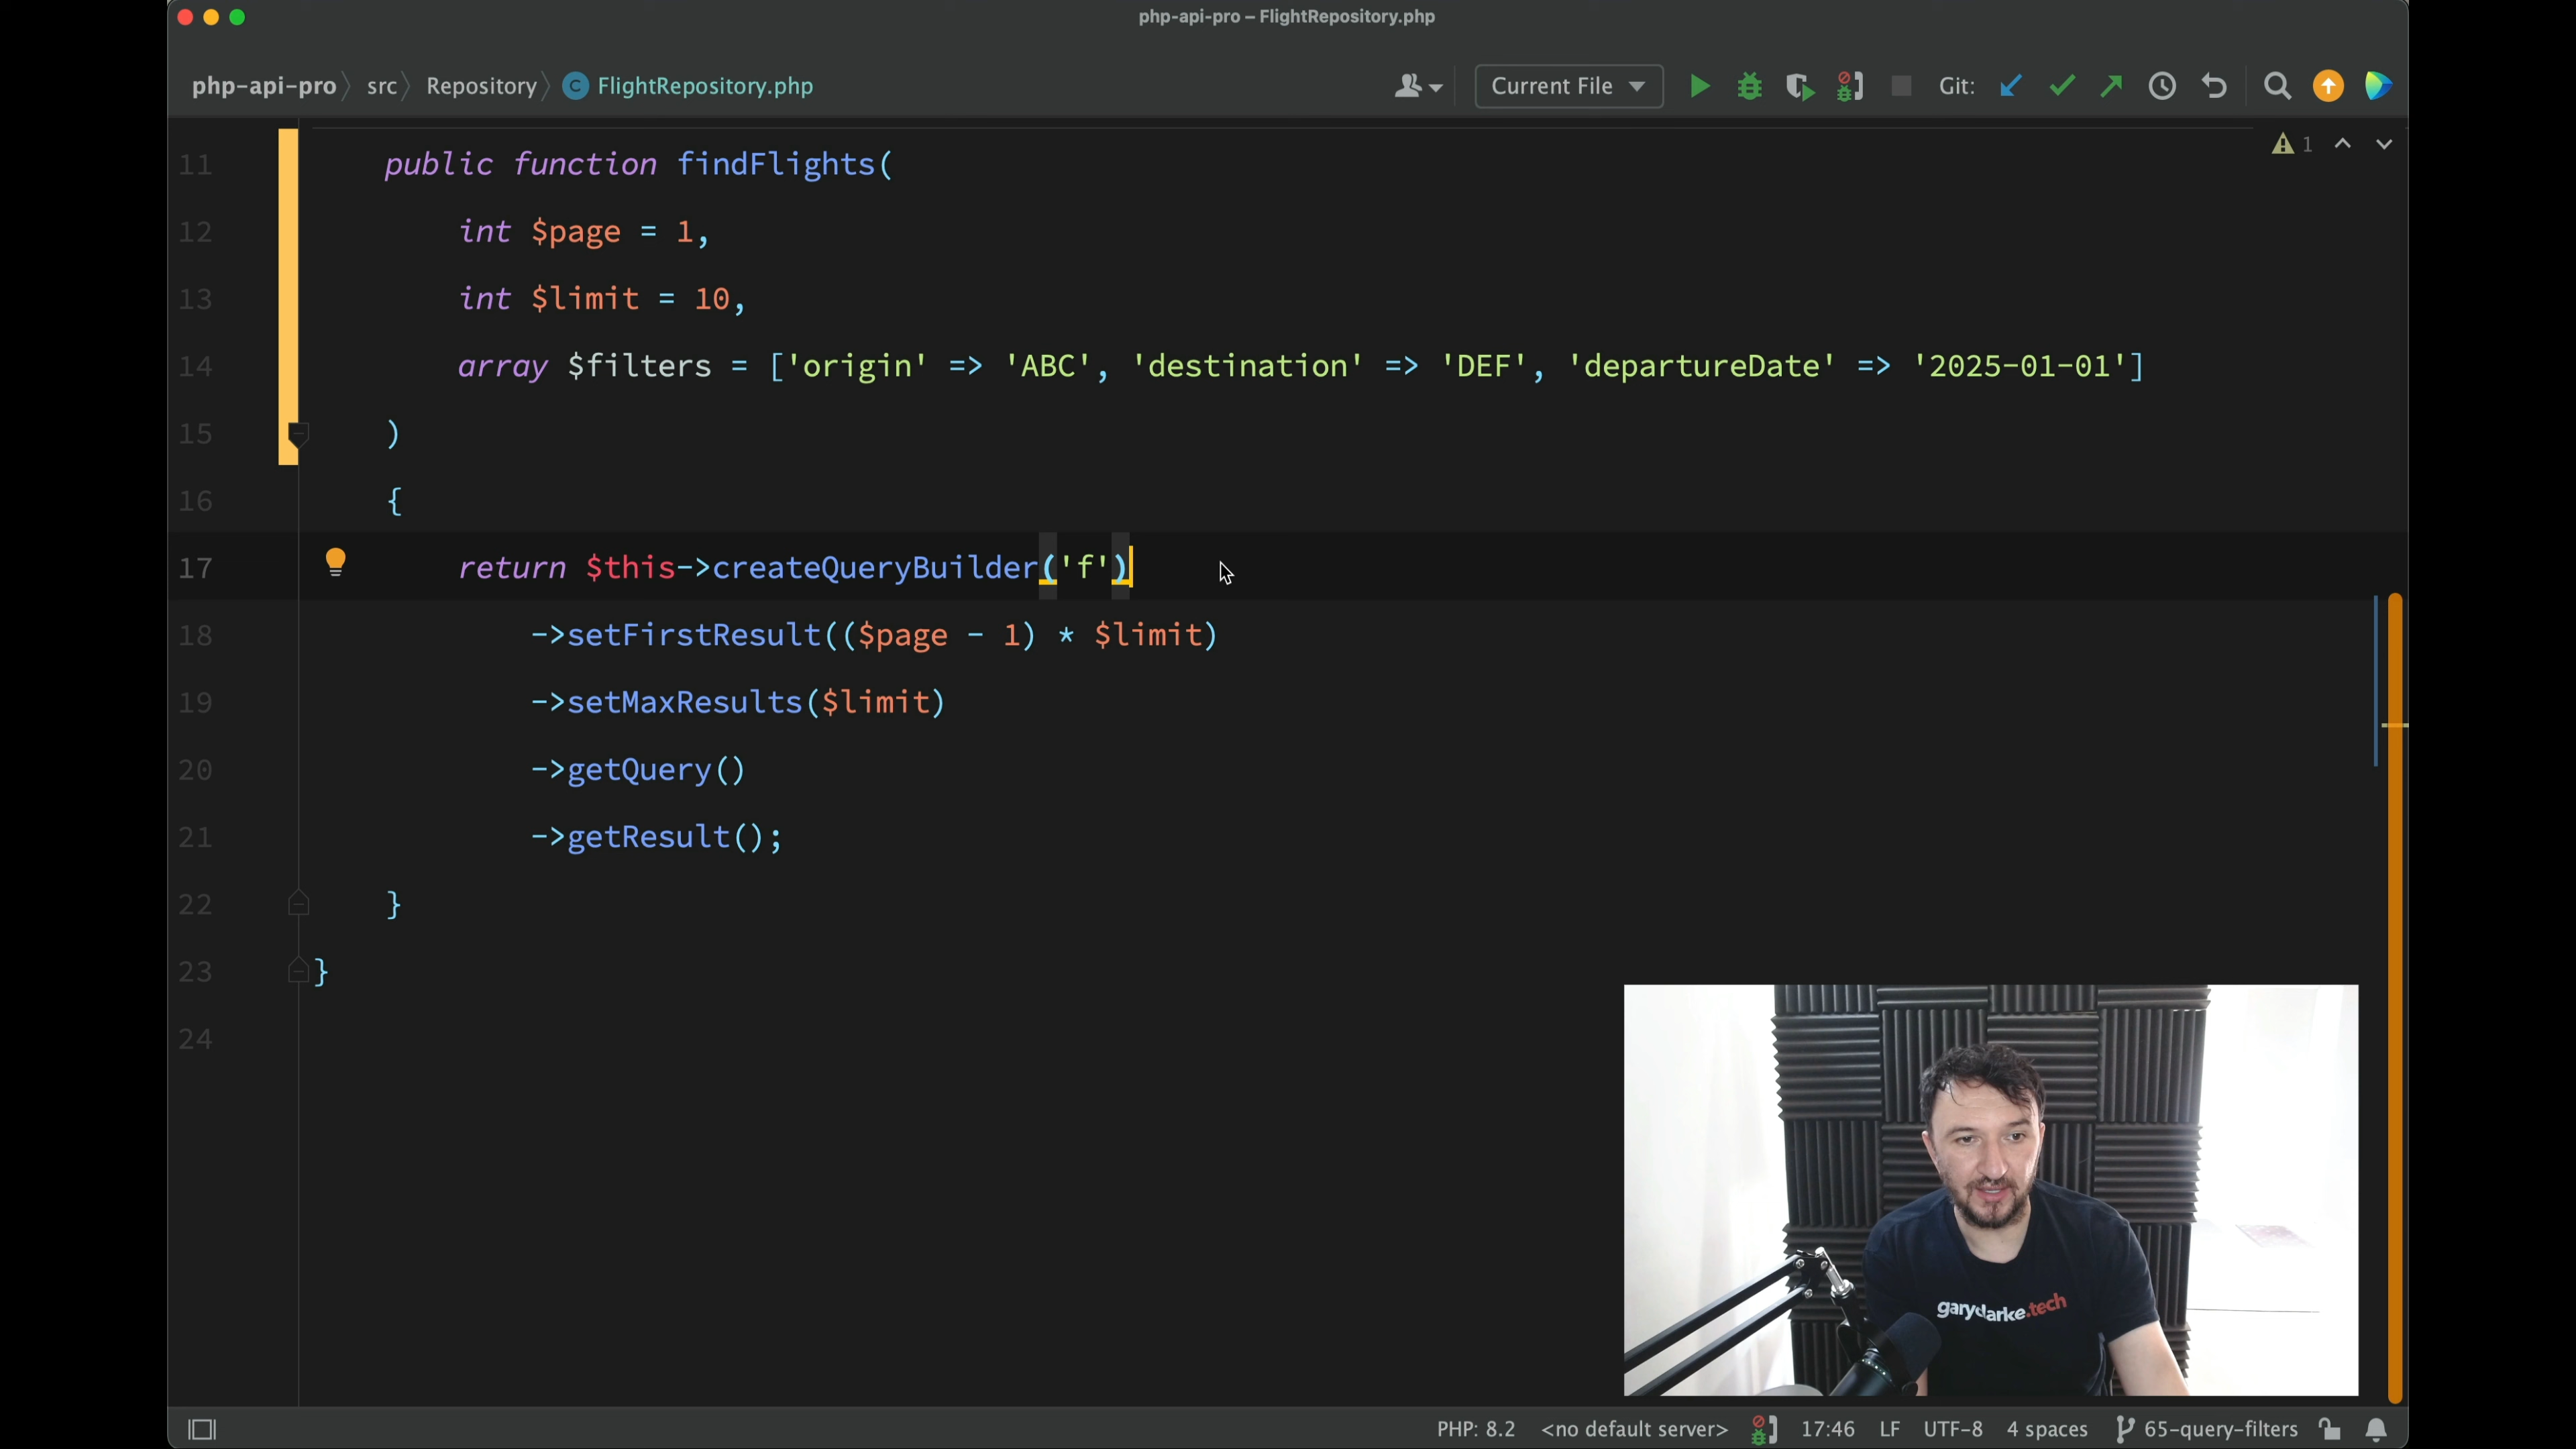 php-api-pro – FlightRepository.php
php-api-pro 〉 src 〉 Repository 〉 C FlightRepository.php
Current File
Git:
1
11 public function findFlights(
12 int $page = 1,
13 int $limit = 10,
14 array $filters = ['origin' => 'ABC', 'destination' => 'DEF', 'departureDate' => '2025-01-01']
15 )
16 {
17 return $this->createQueryBuilder('f')
18 ->setFirstResult(($page - 1) * $limit)
19 ->setMaxResults($limit)
20 ->getQuery()
21 ->getResult();
22 }
23 }
24
garyclarke.tech
PHP: 8.2 <no default server> 17:46 LF UTF-8 4 spaces 65-query-filters